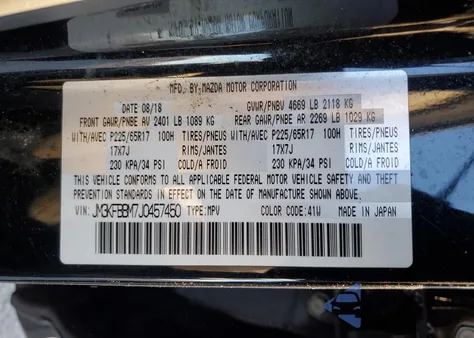 MFD. BY MAZDA MOTOR CORPORATION
DATE 08/18 GVWR/PNBV 4669 LB 2118 KG
FRONT GAWR/PNBE AV 2401 LB 1089 KG REAR GAWR/PNBE AR 2269 LB 1029 KG
WITH/AVEC P225/65R17 100H TIRES/PNEUS WITH/AVEC P225/65R17 100H TIRES/PNEUS
17X7J RIMS/JANTES 17X7J RIMS/JANTES
230 KPA/34 PSI COLD/A FROID 230 KPA/34 PSI COLD/A FROID
THIS VEHICLE CONFORMS TO ALL APPLICABLE FEDERAL MOTOR VEHICLE SAFETY AND THEFT
PREVENTION STANDARDS IN EFFECT ON THE DATE OF MANUFACTURE SHOWN ABOVE.
VIN: JM3KFBBM7J0457450 TYPE:MPV COLOR CODE:41W MADE IN JAPAN